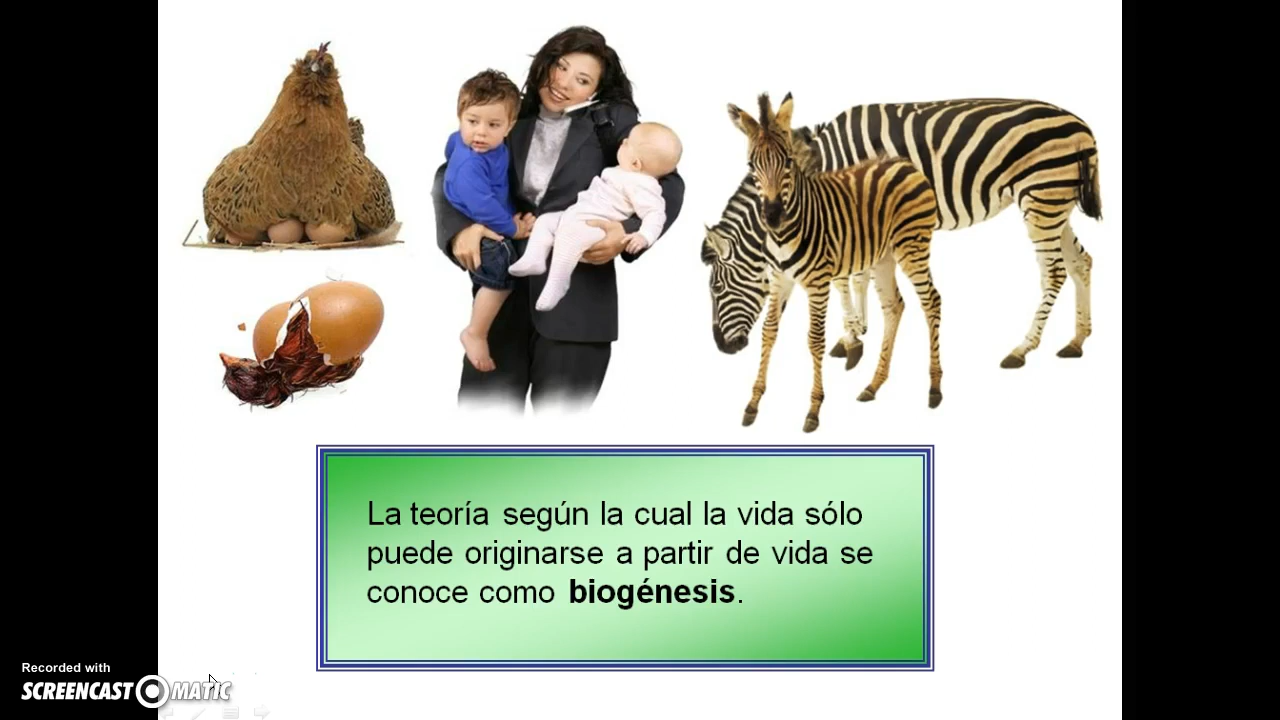 La teoría según la cual la vida sólo
puede originarse a partir de vida se
conoce como biogénesis.
Recorded with
SCREENCAST MATIC